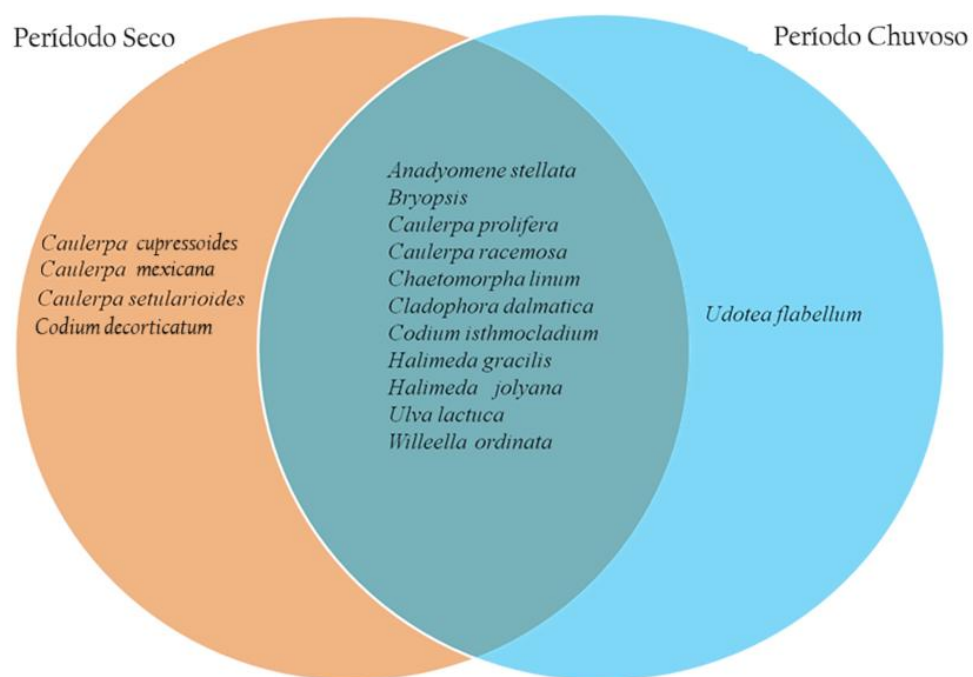 Perídodo Seco
Período Chuvoso
Caulerpa cupressoides
Caulerpa mexicana
Caulerpa setularioides
Codium decorticatum
Anadyomene stellata
Bryopsis
Caulerpa prolifera
Caulerpa racemosa
Chaetomorpha linum
Cladophora dalmatica
Codium isthmocladium
Halimeda gracilis
Halimeda jolyana
Ulva lactuca
Willeella ordinata
Udotea flabellum